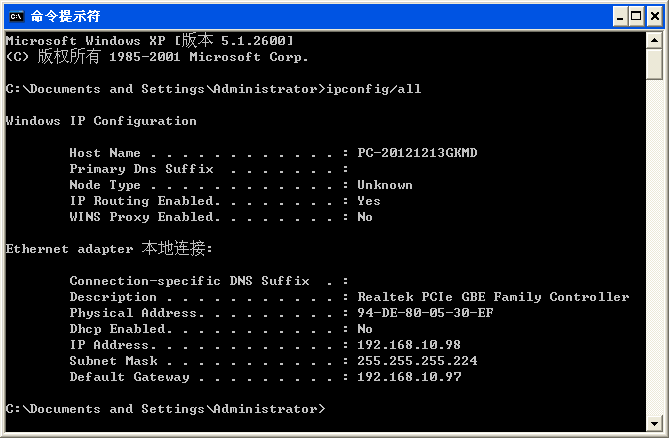 命令提示符
Microsoft Windows XP [版本 5.1.2600]
(C) 版权所有 1985-2001 Microsoft Corp.
C:\Documents and Settings\Administrator>ipconfig/all
Windows IP Configuration
Host Name . . . . . . . . . . . . : PC-20121213GKMD
Primary Dns Suffix  . . . . . . . :
Node Type . . . . . . . . . . . . : Unknown
IP Routing Enabled. . . . . . . . : Yes
WINS Proxy Enabled. . . . . . . . : No
Ethernet adapter 本地连接:
Connection-specific DNS Suffix  . :
Description . . . . . . . . . . . : Realtek PCIe GBE Family Controller
Physical Address. . . . . . . . . : 94-DE-80-05-30-EF
Dhcp Enabled. . . . . . . . . . . : No
IP Address. . . . . . . . . . . . : 192.168.10.98
Subnet Mask . . . . . . . . . . . : 255.255.255.224
Default Gateway . . . . . . . . . : 192.168.10.97
C:\Documents and Settings\Administrator>